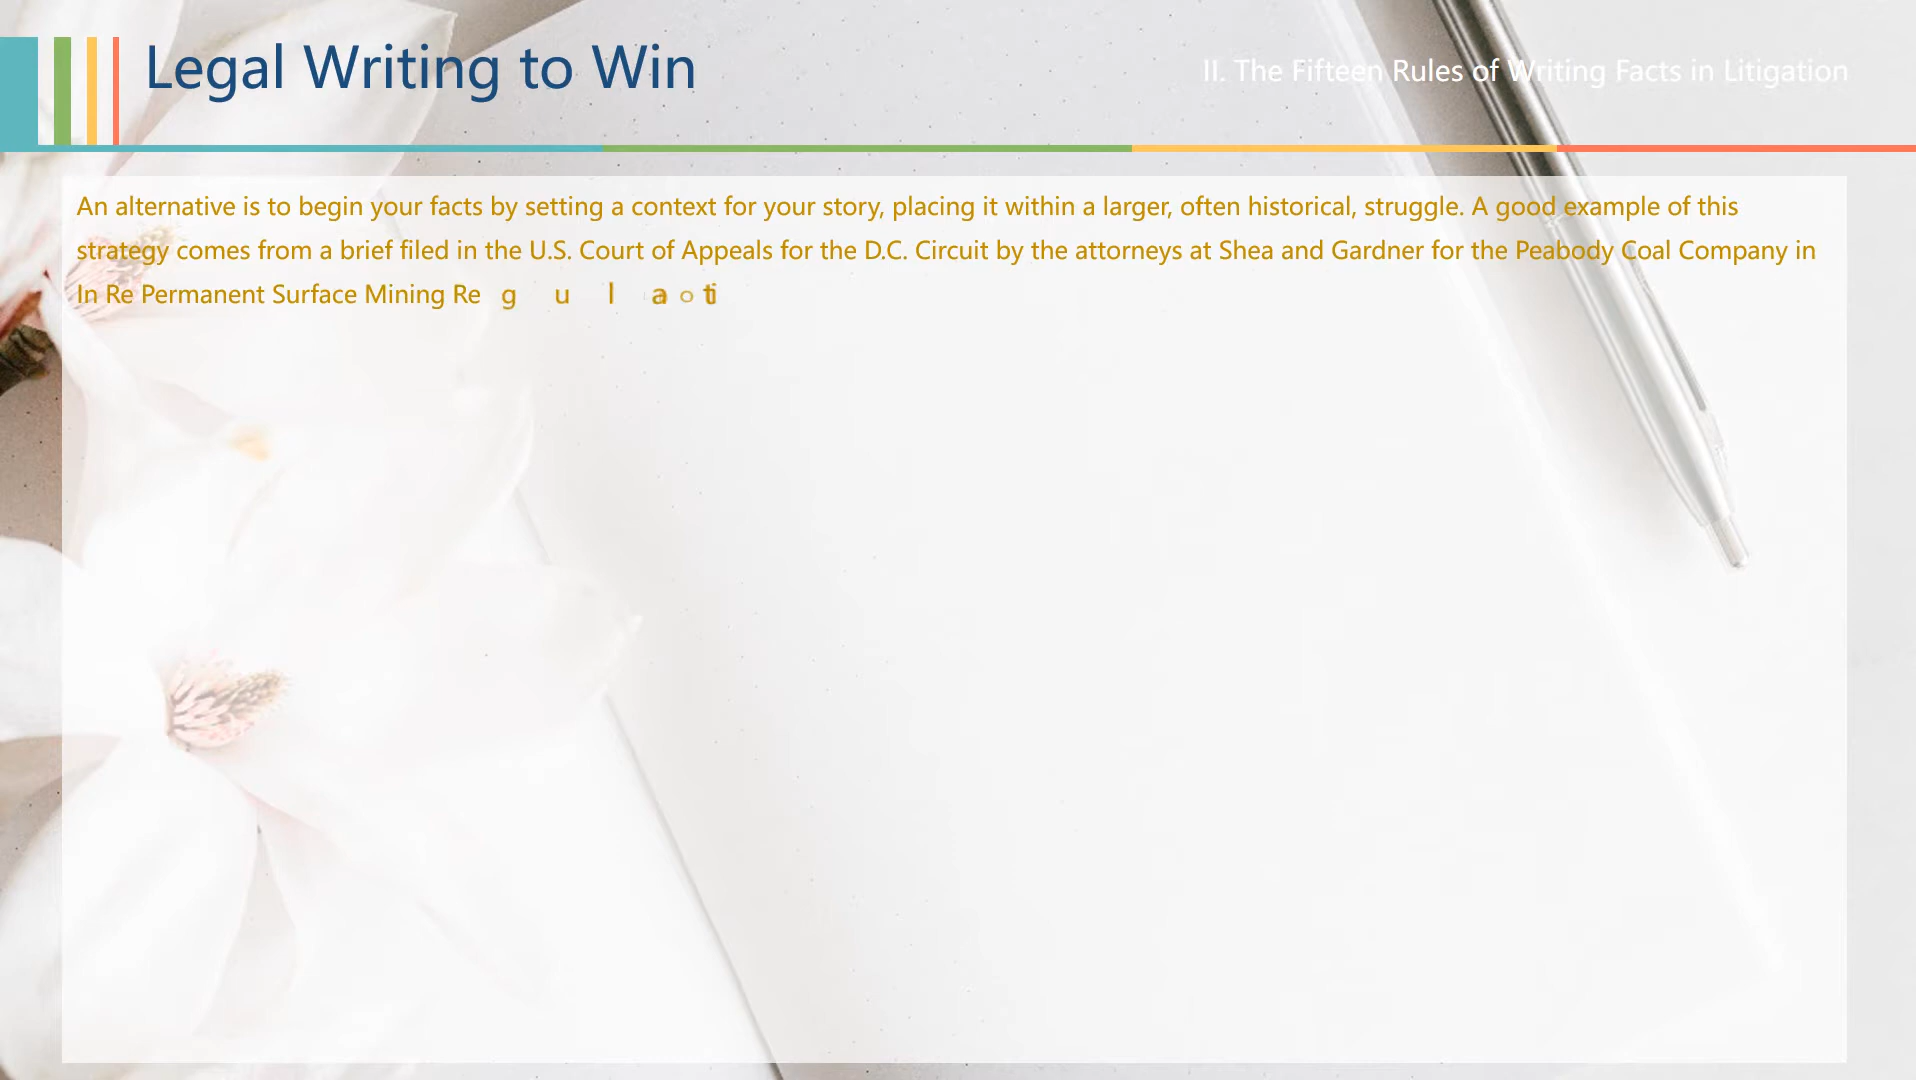 Legal Writing to Win
II. The Fifteen Rules of Writing Facts in Litigation
An alternative is to begin your facts by setting a context for your story, placing it within a larger, often historical, struggle. A good example of this
strategy comes from a brief filed in the U.S. Court of Appeals for the D.C. Circuit by the attorneys at Shea and Gardner for the Peabody Coal Company in
In Re Permanent Surface Mining Re g u l a o ti